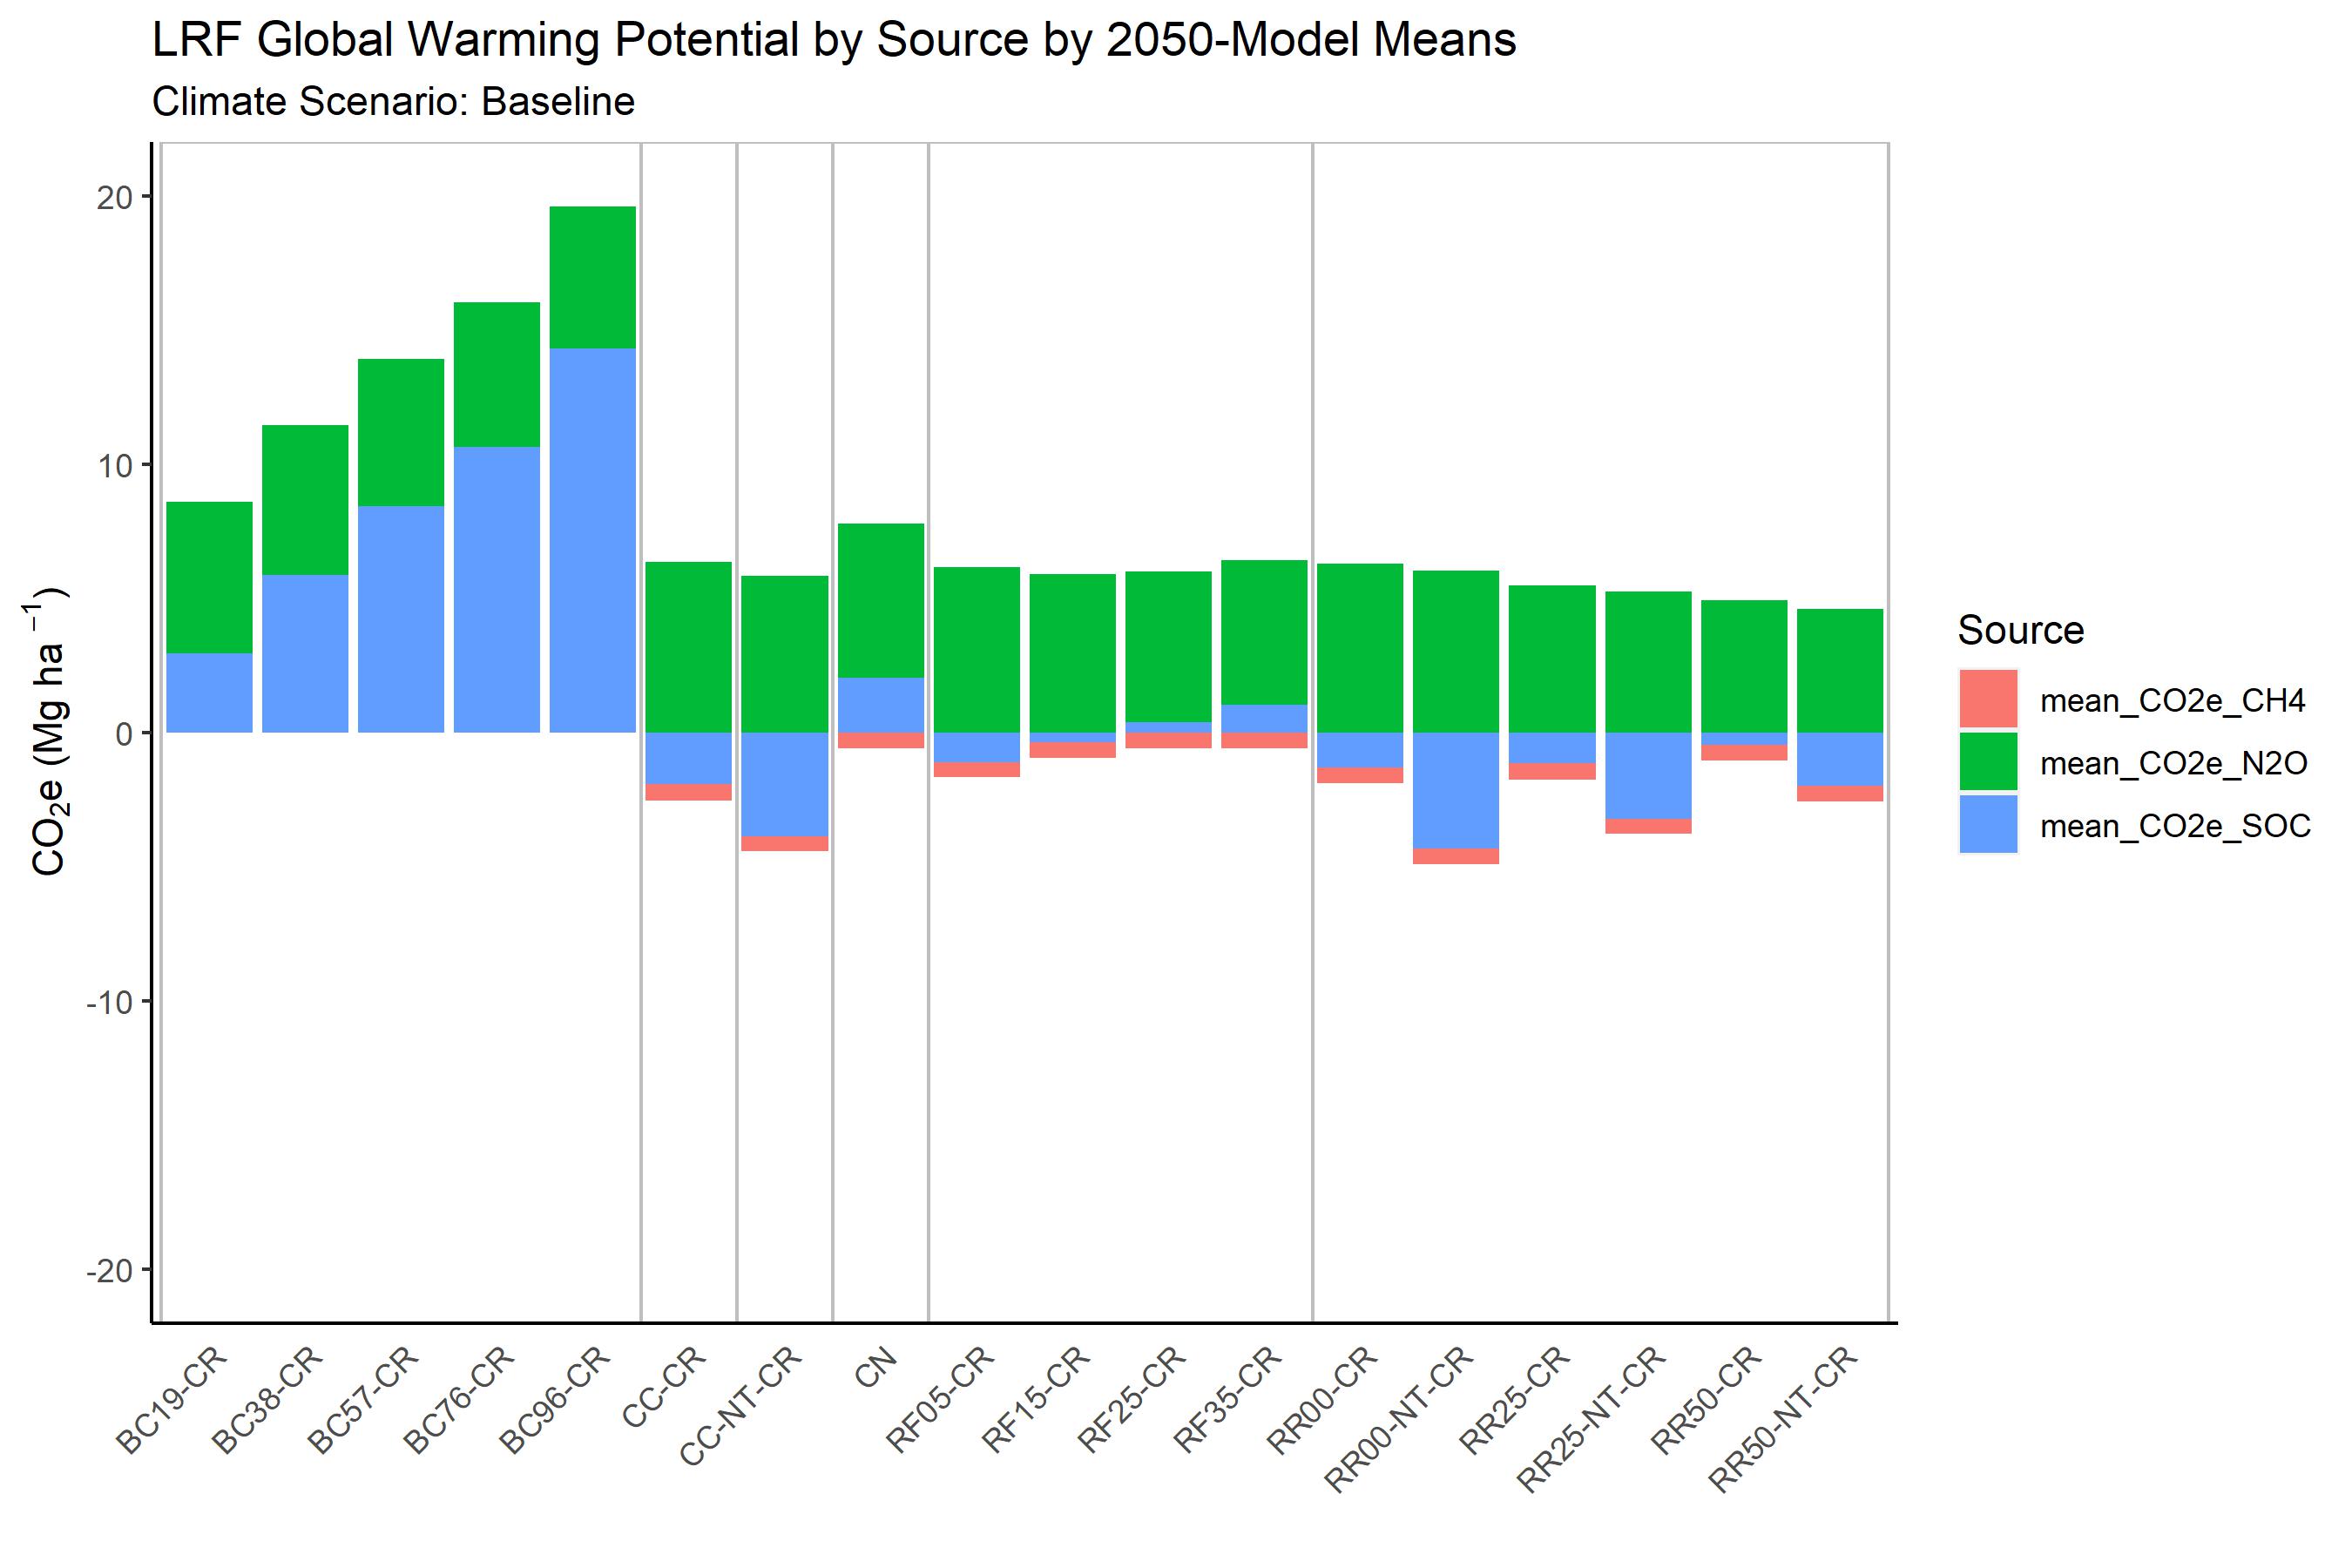 LRF Global Warming Potential by Source by 2050-Model Means
Climate Scenario: Baseline
CO2e (Mg ha −1)
20
10
0
-10
-20
BC19-CR
BC38-CR
BC57-CR
BC76-CR
BC96-CR
CC-CR
CC-NT-CR
CN
RF05-CR
RF15-CR
RF25-CR
RF35-CR
RR00-CR
RR00-NT-CR
RR25-CR
RR25-NT-CR
RR50-CR
RR50-NT-CR
Source
mean_CO2e_CH4
mean_CO2e_N2O
mean_CO2e_SOC